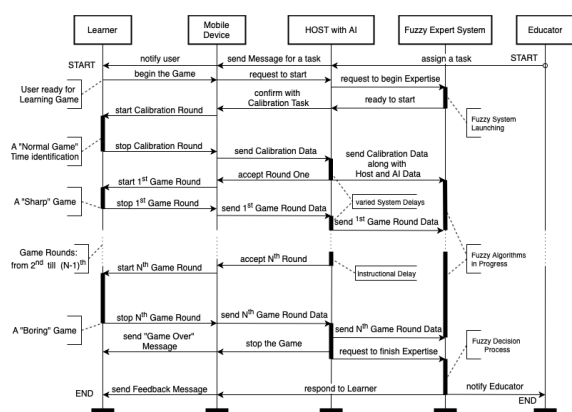 Learner
Mobile
Device
HOST with AI
Fuzzy Expert System
Educator
START
notify user
send Message for a task
assign a task
START
begin the Game
request to start
request to begin Expertise
User ready for
Learning Game
confirm with
Calibration Task
ready to start
start Calibration Round
Fuzzy System
Launching
A "Normal Game"
Time identification
stop Calibration Round
send Calibration Data
send Calibration Data
along with
Host and AI Data
accept Round One
start 1st Game Round
A "Sharp" Game
stop 1st Game Round
send 1st Game Round Data
varied System Delays
send 1st Game Round Data
Game Rounds:
from 2nd till (N-1)th
accept Nth Round
Fuzzy Algorithms
in Progress
start Nth Game Round
Instructional Delay
A "Boring" Game
stop Nth Game Round
send Nth Game Round Data
send Nth Game Round Data
send "Game Over"
Message
stop the Game
request to finish Expertise
Fuzzy Decision
Process
END
send Feedback Message
respond to Learner
notify Educator
END